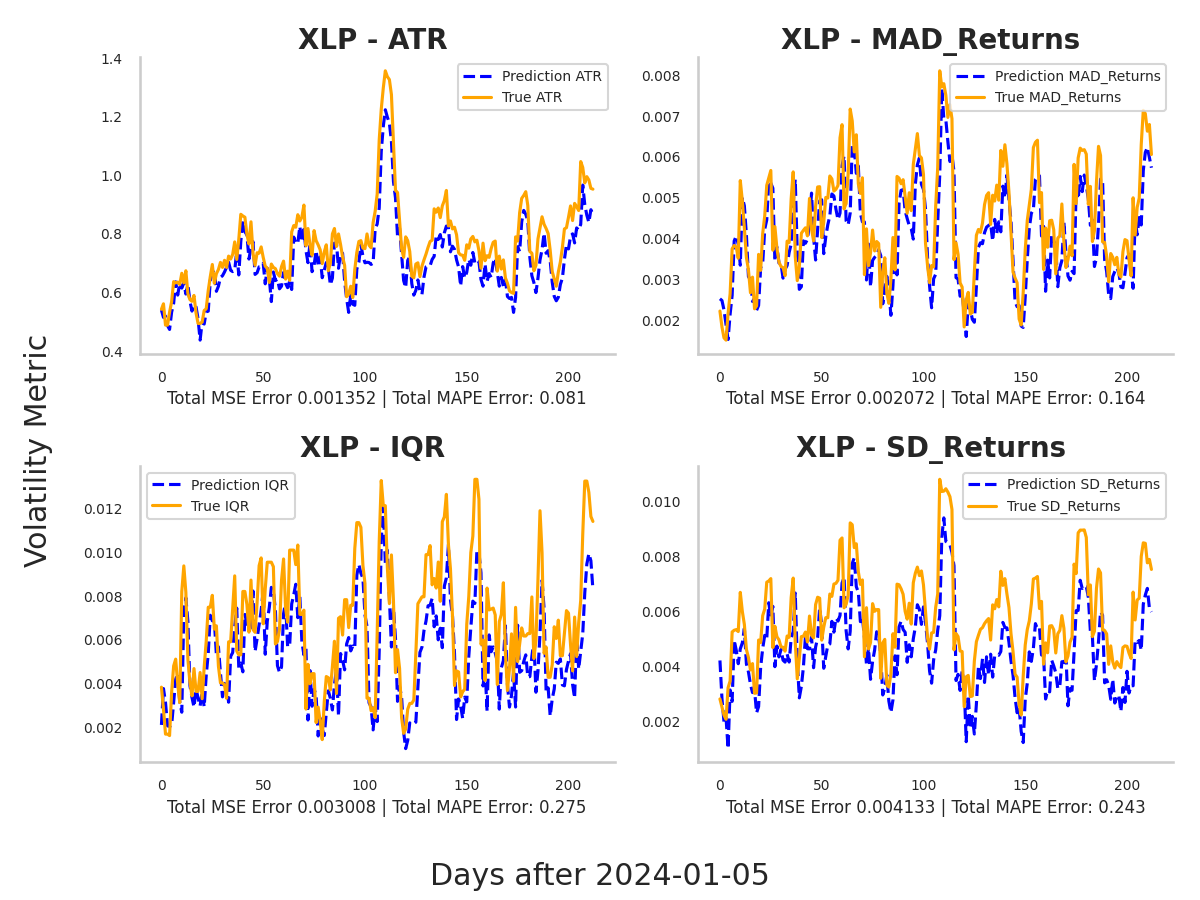 XLP - ATR
1.4
1.2
1.0
0.8
0.6
0.4
Prediction ATR
True ATR
0 50 100 150 200
Total MSE Error 0.001352 | Total MAPE Error: 0.081
XLP - MAD_Returns
0.008
0.007
0.006
0.005
0.004
0.003
0.002
Prediction MAD_Returns
True MAD_Returns
0 50 100 150 200
Total MSE Error 0.002072 | Total MAPE Error: 0.164
Volatility Metric
XLP - IQR
Prediction IQR
True IQR
0.012
0.010
0.008
0.006
0.004
0.002
0 50 100 150 200
Total MSE Error 0.003008 | Total MAPE Error: 0.275
XLP - SD_Returns
0.010
0.008
0.006
0.004
0.002
Prediction SD_Returns
True SD_Returns
0 50 100 150 200
Total MSE Error 0.004133 | Total MAPE Error: 0.243
Days after 2024-01-05